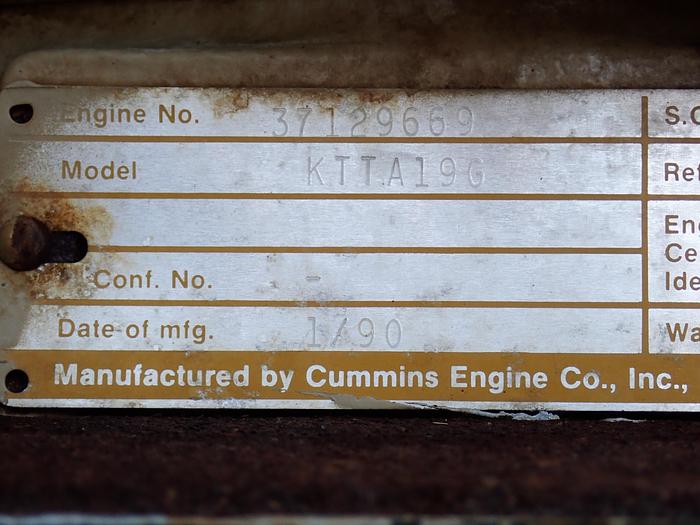 Engine No. 37129669 S.O
Model KTTA19G Ref
Eng
Ce
Conf. No. - Ide
Date of mfg. 1/90 Wa
Manufactured by Cummins Engine Co., Inc.,